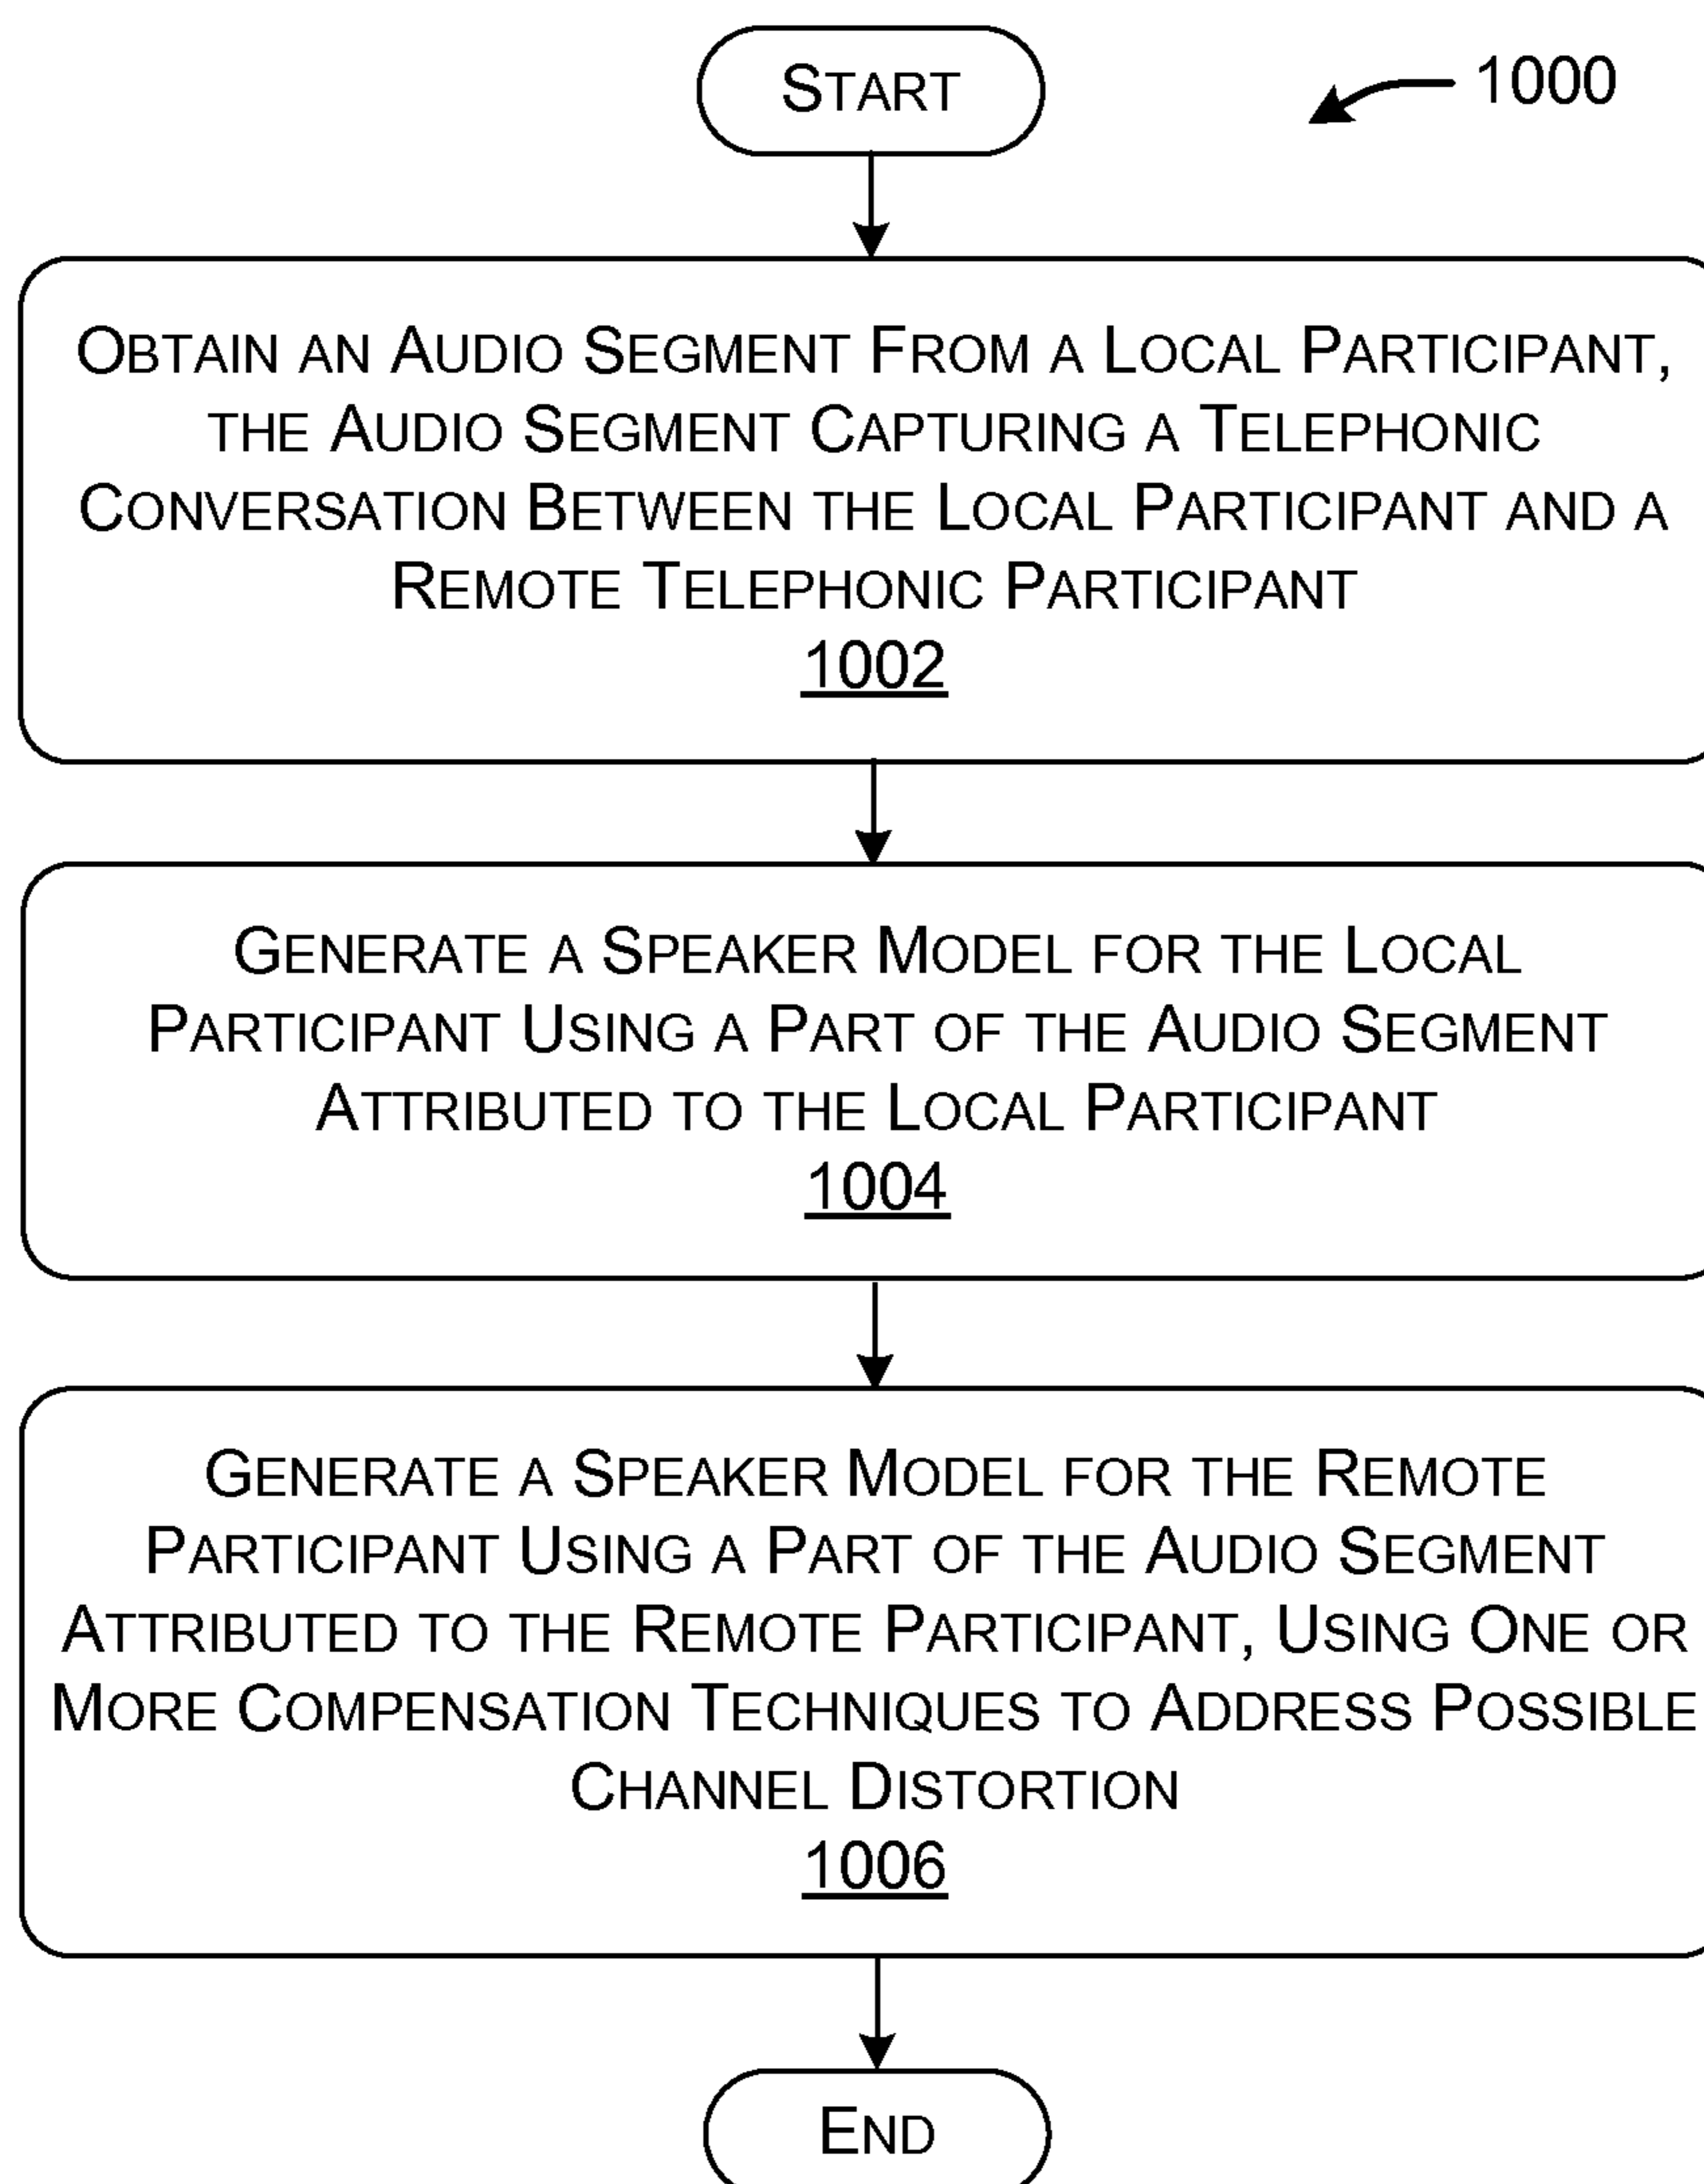 START
1000
OBTAIN AN AUDIO SEGMENT FROM A LOCAL PARTICIPANT,
THE AUDIO SEGMENT CAPTURING A TELEPHONIC
CONVERSATION BETWEEN THE LOCAL PARTICIPANT AND A
REMOTE TELEPHONIC PARTICIPANT
1002
GENERATE A SPEAKER MODEL FOR THE LOCAL
PARTICIPANT USING A PART OF THE AUDIO SEGMENT
ATTRIBUTED TO THE LOCAL PARTICIPANT
1004
GENERATE A SPEAKER MODEL FOR THE REMOTE
PARTICIPANT USING A PART OF THE AUDIO SEGMENT
ATTRIBUTED TO THE REMOTE PARTICIPANT, USING ONE OR
MORE COMPENSATION TECHNIQUES TO ADDRESS POSSIBLE
CHANNEL DISTORTION
1006
END